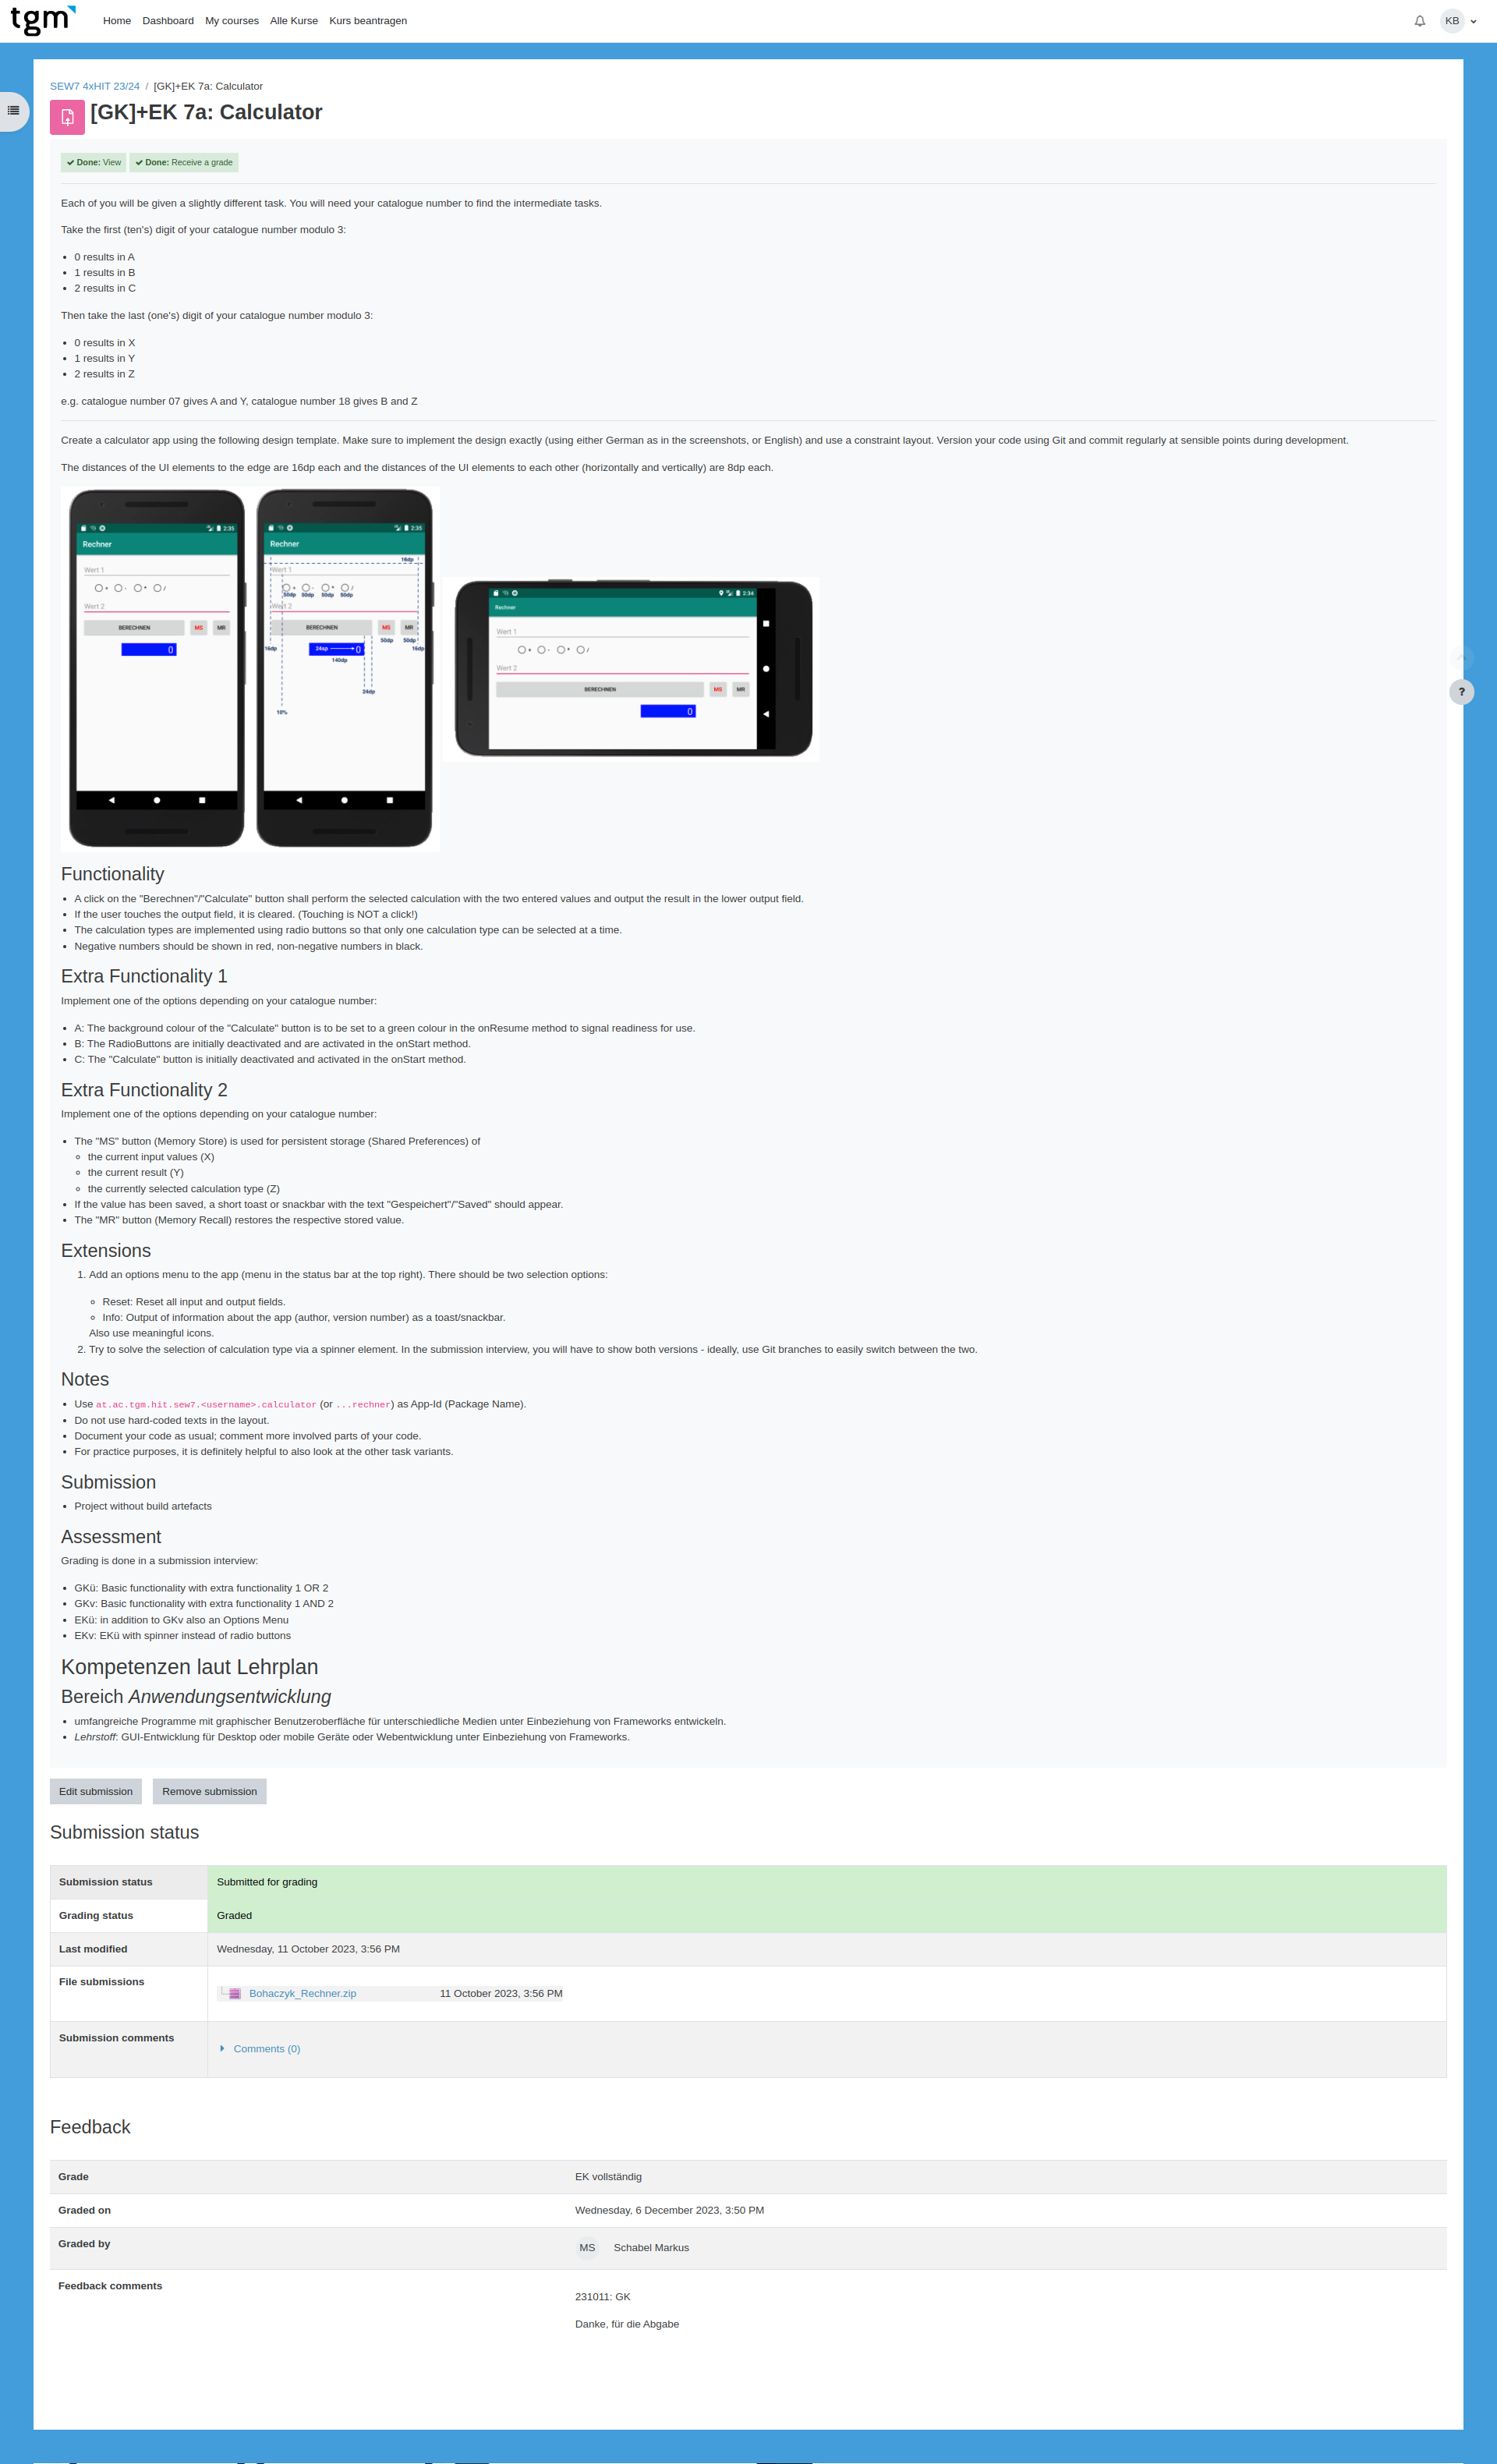 tgm
Home Dashboard My courses Alle Kurse Kurs beantragen
KB
SEW7 4xHIT 23/24 / [GK]+EK 7a: Calculator
[GK]+EK 7a: Calculator
Done: View Done: Receive a grade
Each of you will be given a slightly different task. You will need your catalogue number to find the intermediate tasks.
Take the first (ten's) digit of your catalogue number modulo 3:
• 0 results in A
• 1 results in B
• 2 results in C
Then take the last (one's) digit of your catalogue number modulo 3:
• 0 results in X
• 1 results in Y
• 2 results in Z
e.g. catalogue number 07 gives A and Y, catalogue number 18 gives B and Z
Create a calculator app using the following design template. Make sure to implement the design exactly (using either German as in the screenshots, or English) and use a constraint layout. Version your code using Git and commit regularly at sensible points during development.
The distances of the UI elements to the edge are 16dp each and the distances of the UI elements to each other (horizontally and vertically) are 8dp each.
2:35
Rechner
Wert 1
+ - * /
Wert 2
BERECHNEN MS MR
0
2:35
Rechner
16dp
Wert 1
+ - * /
50dp 50dp 50dp 50dp
Wert 2
BERECHNEN MS MR
50dp 50dp
16dp 24sp 0 16dp
140dp
24dp
10%
2:34
Rechner
Wert 1
+ - * /
Wert 2
BERECHNEN MS MR
0
?
Functionality
• A click on the "Berechnen"/"Calculate" button shall perform the selected calculation with the two entered values and output the result in the lower output field.
• If the user touches the output field, it is cleared. (Touching is NOT a click!)
• The calculation types are implemented using radio buttons so that only one calculation type can be selected at a time.
• Negative numbers should be shown in red, non-negative numbers in black.
Extra Functionality 1
Implement one of the options depending on your catalogue number:
• A: The background colour of the "Calculate" button is to be set to a green colour in the onResume method to signal readiness for use.
• B: The RadioButtons are initially deactivated and are activated in the onStart method.
• C: The "Calculate" button is initially deactivated and activated in the onStart method.
Extra Functionality 2
Implement one of the options depending on your catalogue number:
• The "MS" button (Memory Store) is used for persistent storage (Shared Preferences) of
◦ the current input values (X)
◦ the current result (Y)
◦ the currently selected calculation type (Z)
• If the value has been saved, a short toast or snackbar with the text "Gespeichert"/"Saved" should appear.
• The "MR" button (Memory Recall) restores the respective stored value.
Extensions
1. Add an options menu to the app (menu in the status bar at the top right). There should be two selection options:
◦ Reset: Reset all input and output fields.
◦ Info: Output of information about the app (author, version number) as a toast/snackbar.
Also use meaningful icons.
2. Try to solve the selection of calculation type via a spinner element. In the submission interview, you will have to show both versions - ideally, use Git branches to easily switch between the two.
Notes
• Use at.ac.tgm.hit.sew7.<username>.calculator (or ...rechner) as App-Id (Package Name).
• Do not use hard-coded texts in the layout.
• Document your code as usual; comment more involved parts of your code.
• For practice purposes, it is definitely helpful to also look at the other task variants.
Submission
• Project without build artefacts
Assessment
Grading is done in a submission interview:
• GKü: Basic functionality with extra functionality 1 OR 2
• GKv: Basic functionality with extra functionality 1 AND 2
• EKü: in addition to GKv also an Options Menu
• EKv: EKü with spinner instead of radio buttons
Kompetenzen laut Lehrplan
Bereich Anwendungsentwicklung
• umfangreiche Programme mit graphischer Benutzeroberfläche für unterschiedliche Medien unter Einbeziehung von Frameworks entwickeln.
• Lehrstoff: GUI-Entwicklung für Desktop oder mobile Geräte oder Webentwicklung unter Einbeziehung von Frameworks.
Edit submission Remove submission
Submission status
Submission status Submitted for grading
Grading status Graded
Last modified Wednesday, 11 October 2023, 3:56 PM
File submissions Bohaczyk_Rechner.zip 11 October 2023, 3:56 PM
Submission comments Comments (0)
Feedback
Grade EK vollständig
Graded on Wednesday, 6 December 2023, 3:50 PM
Graded by MS Schabel Markus
Feedback comments
231011: GK
Danke, für die Abgabe